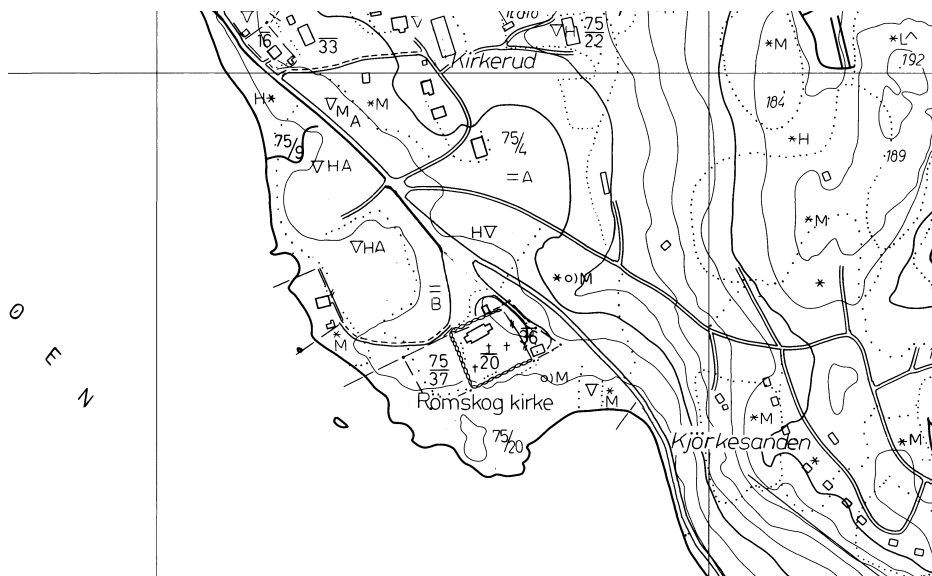 16
33
75
22
Kirkerud
M
L
192
H
M
A
M
184
H
75/9
H A
75/4
A
189
M
HA
H
B
o)M
O
E
N
M
75
37
20
36
o)M
M
Römskog kirke
75/20
M
Kjörkesanden
M